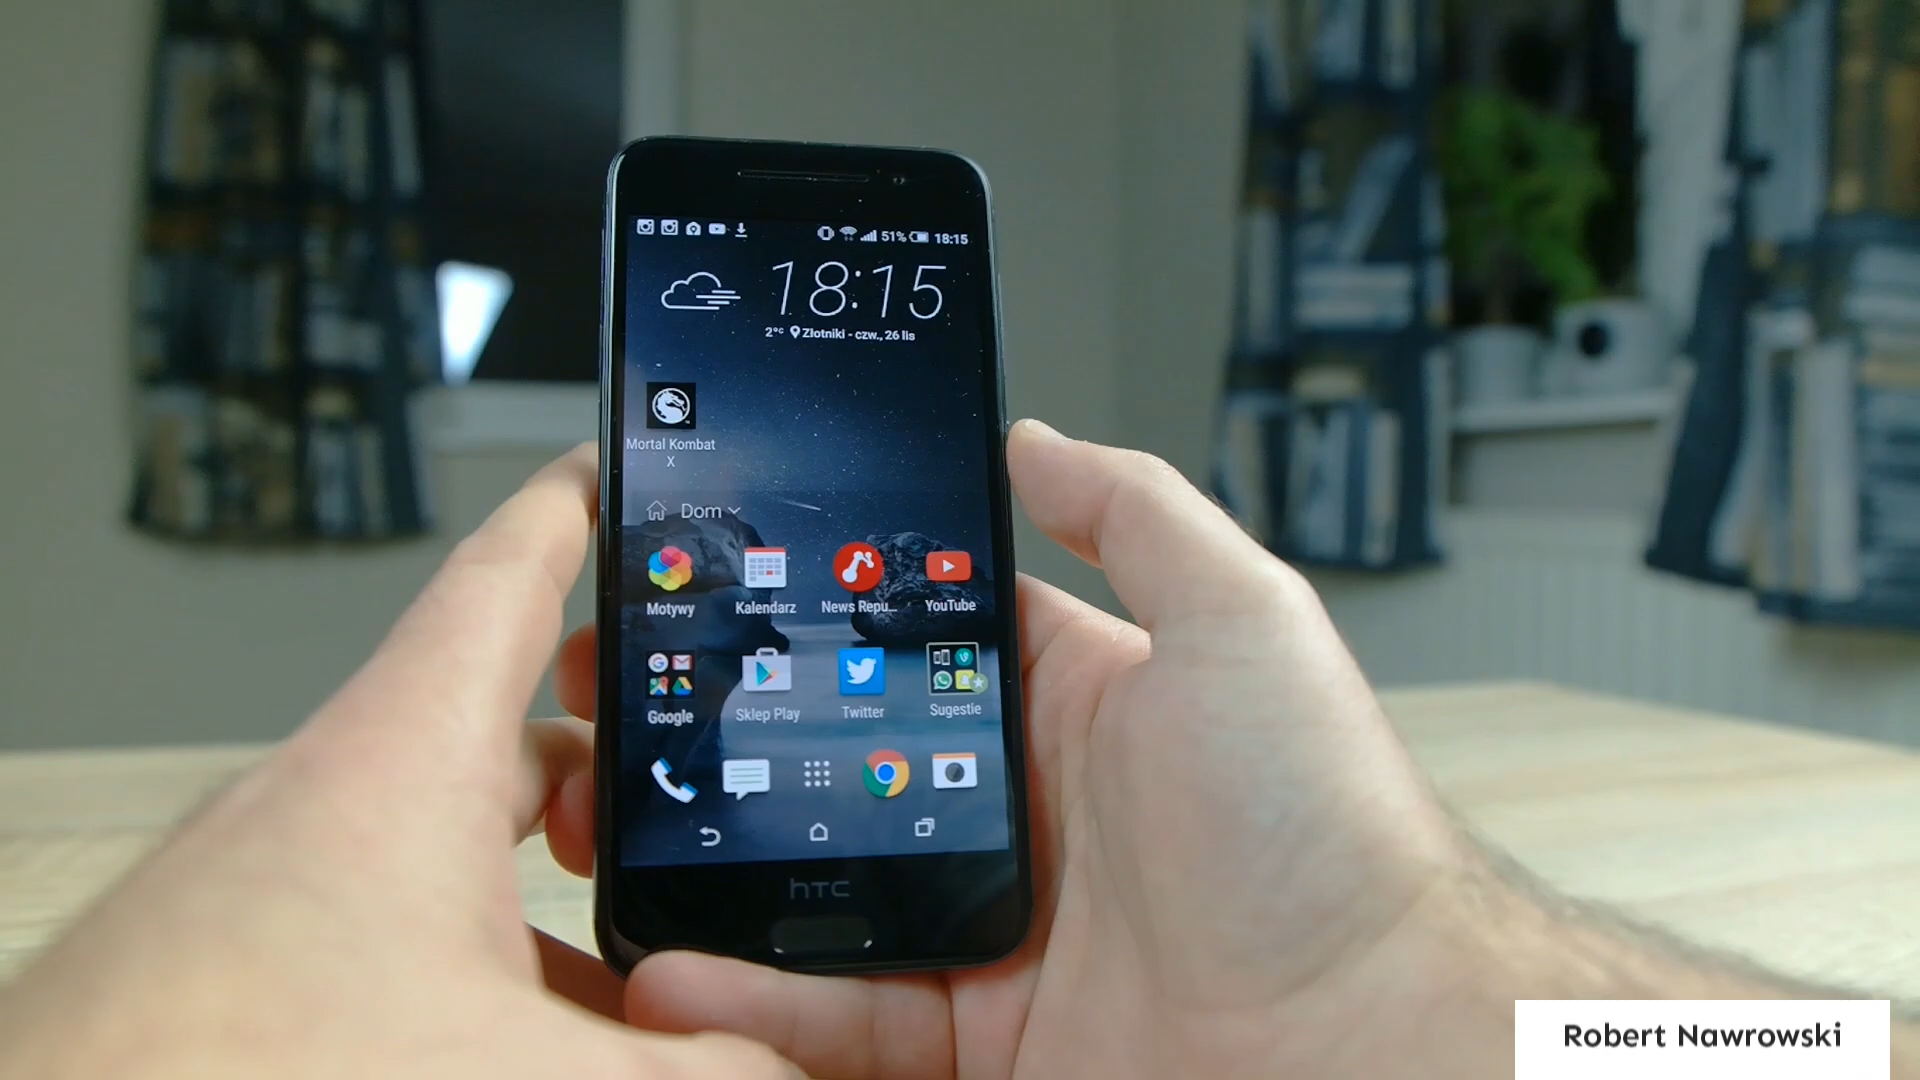 51% 18:15
18:15
2°C Złotniki - czw., 26 lis
Mortal Kombat
X
Dom
Motywy Kalendarz News Repu... YouTube
Google Sklep Play Twitter Sugestie
hTC
Robert Nawrowski